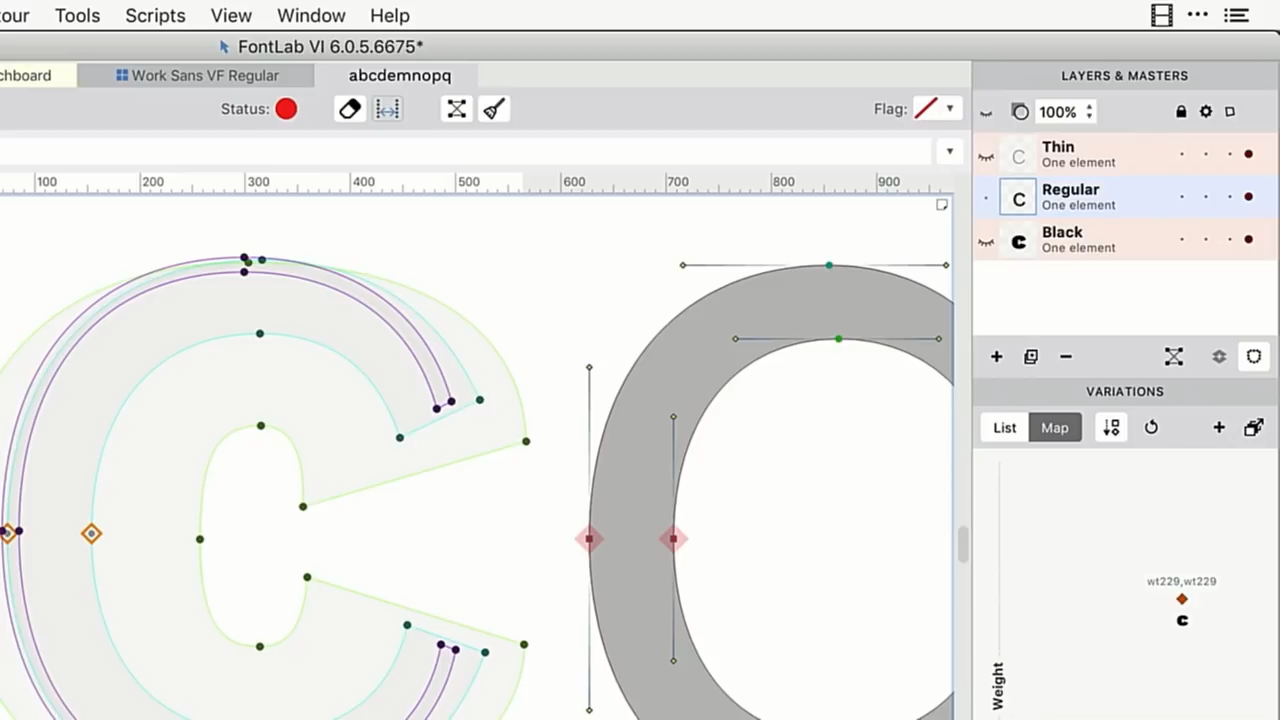 our Tools Scripts View Window Help
FontLab VI 6.0.5.6675*
chboard Work Sans VF Regular abcdemnopq
LAYERS & MASTERS
Status: Flag: 100%
Thin
One element
100 200 300 400 500 600 700 800 900
Regular
One element
Black
One element
VARIATIONS
List Map
wt229,wt229
Weight